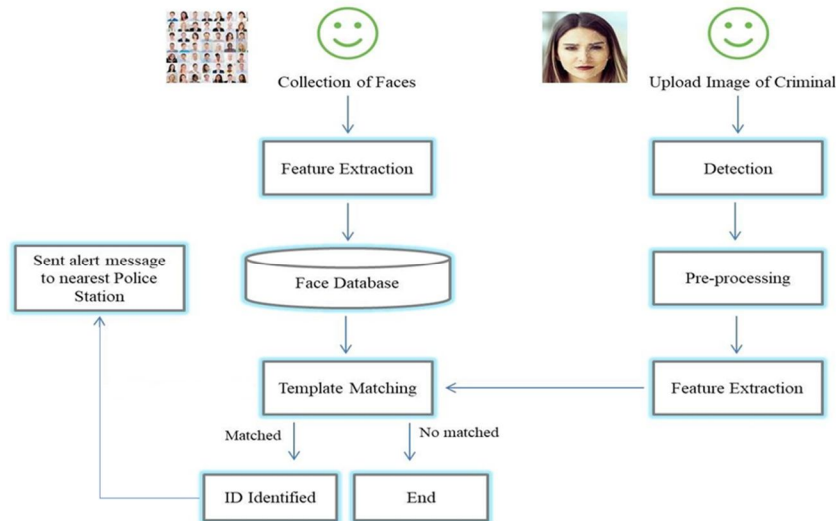 Collection of Faces
Upload Image of Criminal
Feature Extraction
Detection
Sent alert message
to nearest Police
Station
Face Database
Pre-processing
Template Matching
Feature Extraction
Matched
No matched
ID Identified
End